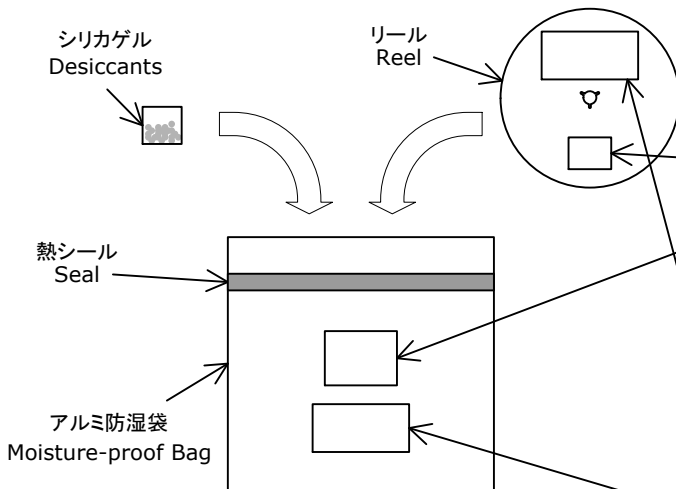 シリカゲル
Desiccants
リール
Reel
熱シール
Seal
アルミ防湿袋
Moisture-proof Bag